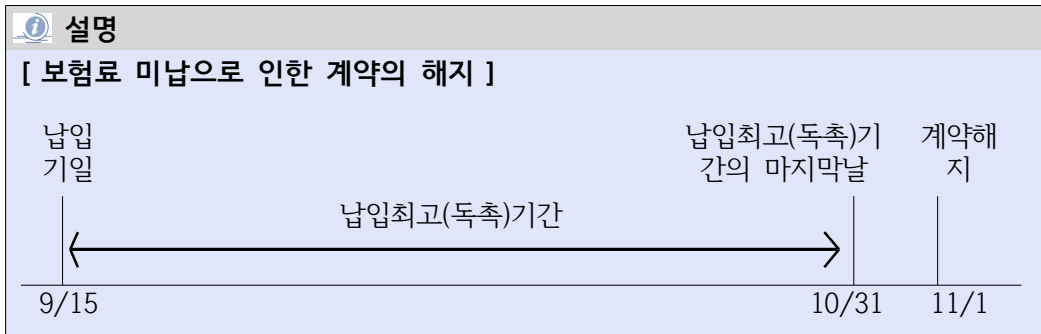 설명
[ 보험료 미납으로 인한 계약의 해지 ]
납입
기일
납입최고(독촉)기
간의 마지막날
계약해
지
납입최고(독촉)기간
9/15
10/31
11/1